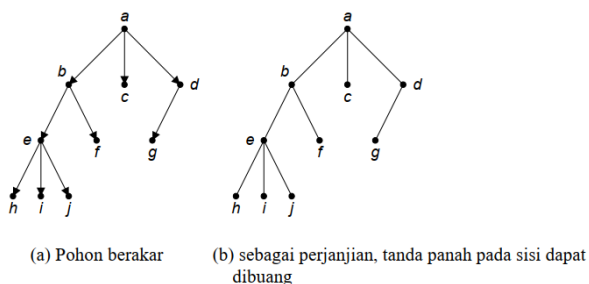 a a
b b
c d c d
e f g e f g
h i j h i j
(a) Pohon berakar (b) sebagai perjanjian, tanda panah pada sisi dapat
dibuang